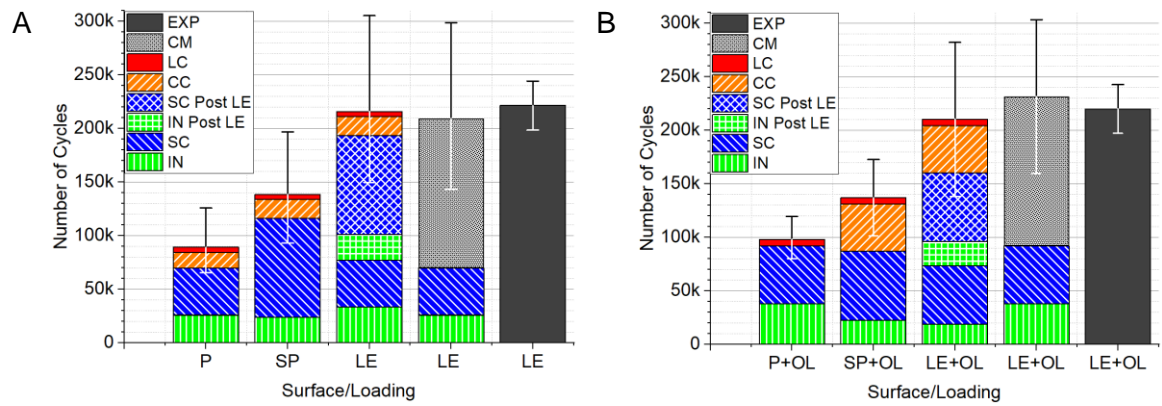 A
300k
250k
200k
150k
100k
50k
0
Number of Cycles
EXP
CM
LC
CC
SC Post LE
IN Post LE
SC
IN
P SP LE LE LE
Surface/Loading
B
300k
250k
200k
150k
100k
50k
0
Number of Cycles
EXP
CM
LC
CC
SC Post LE
IN Post LE
SC
IN
P+OL SP+OL LE+OL LE+OL LE+OL
Surface/Loading